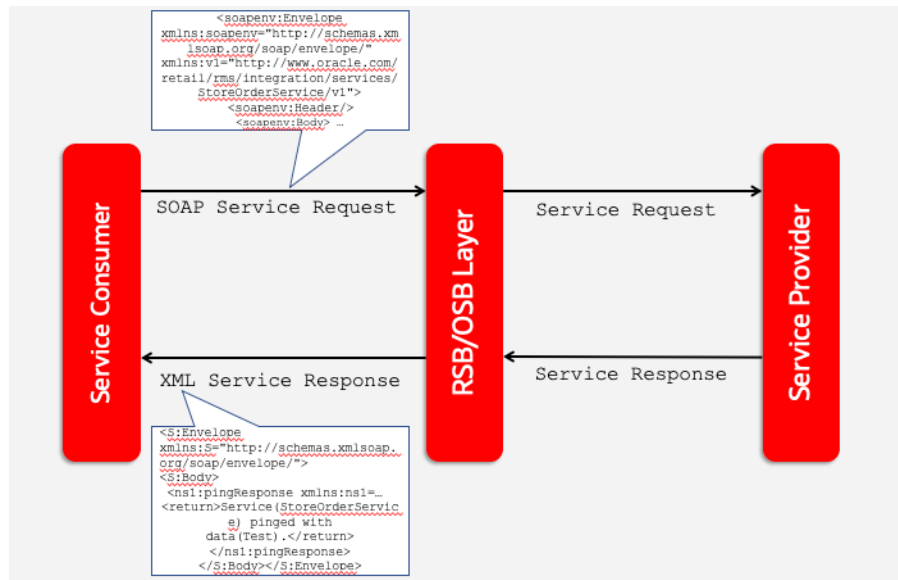 <soapenv:Envelope
xmlns:soapenv="http://schemas.xm
lsoap.org/soap/envelope/"
xmlns:v1="http://www.oracle.com/
retail/rms/integration/services/
StoreOrderService/v1">
<soapenv:Header/>
<soapenv:Body> …
Service Consumer
SOAP Service Request
RSB/OSB Layer
Service Request
Service Provider
XML Service Response
Service Response
<S:Envelope
xmlns:S="http://schemas.xmlsoap.
org/soap/envelope/">
<S:Body>
<ns1:pingResponse xmlns:ns1=…
<return>Service(StoreOrderServic
e) pinged with
data(Test).</return>
</ns1:pingResponse>
</S:Body></S:Envelope>